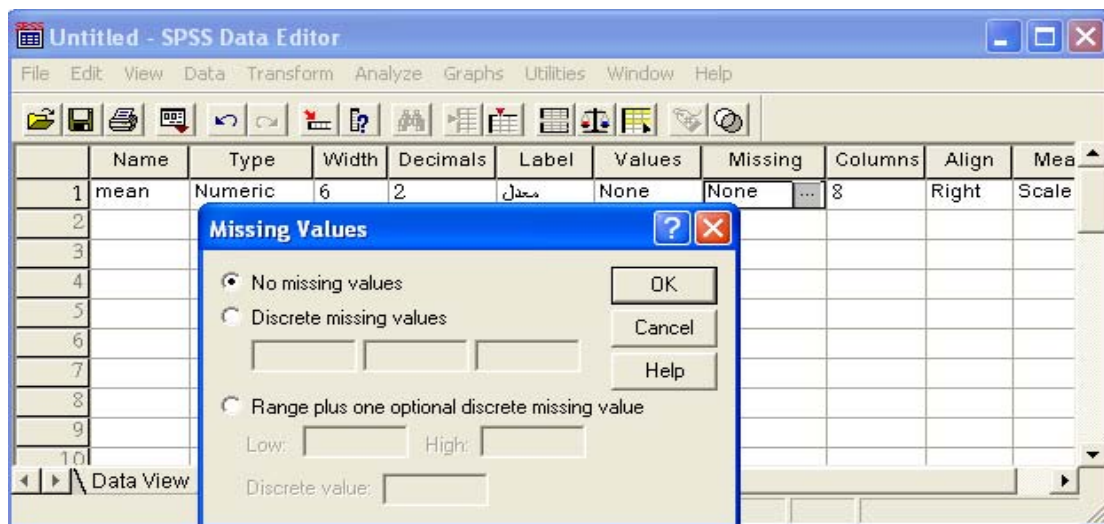 SPSS
Untitled - SPSS Data Editor
File Edit View Data Transform Analyze Graphs Utilities Window Help
Name Type Width Decimals Label Values Missing Columns Align Mea
1 mean Numeric 6 2 معدل None None ... 8 Right Scale
2
3
4
5
6
7
8
9
10
Missing Values
No missing values
OK
Discrete missing values
Cancel
Help
Range plus one optional discrete missing value
Low: High:
Discrete value:
Data View